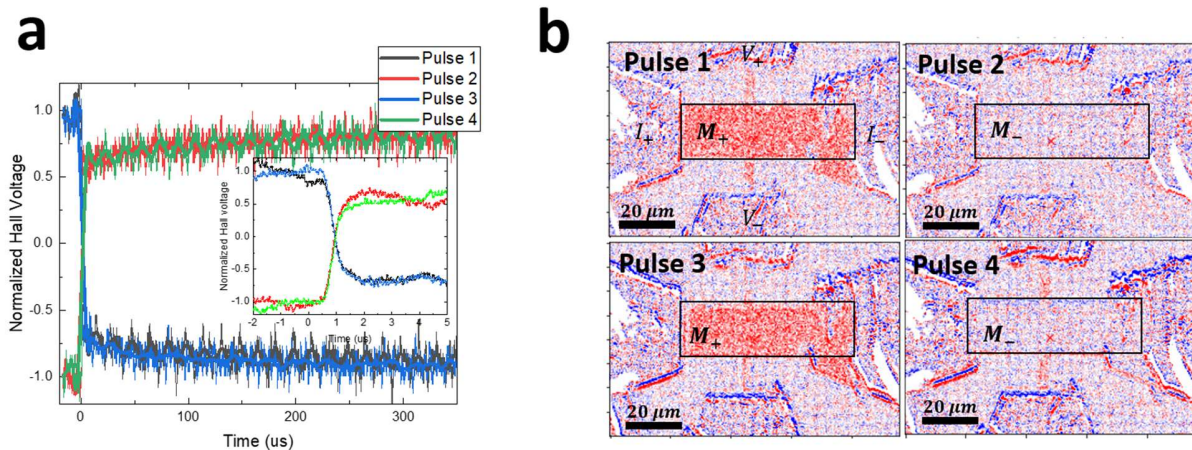 a
Pulse 1
Pulse 2
Pulse 3
Pulse 4
Normalized Hall Voltage
1.0
0.5
0.0
-0.5
-1.0
0
100
200
300
Time (us)
Normalized Hall voltage
1.0
0.5
0.0
-0.5
-1.0
-2
-1
0
1
2
3
4
5
Time (us)
b
Pulse 1
V₊
I₊
M₊
I₋
V₋
20 μm
Pulse 2
M₋
20 μm
Pulse 3
M₊
20 μm
Pulse 4
M₋
20 μm